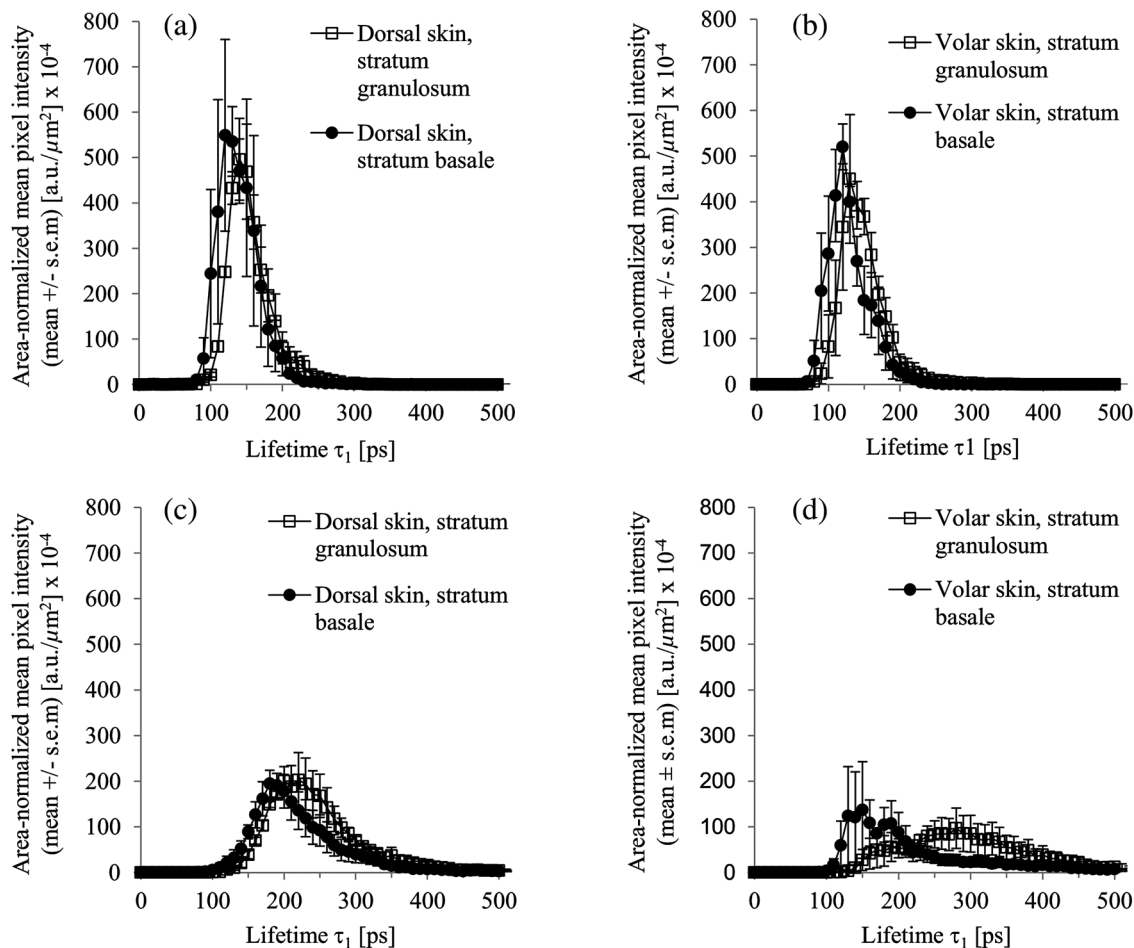 (a)
Dorsal skin,
stratum
granulosum
Dorsal skin,
stratum basale
Area-normalized mean pixel intensity
(mean +/- s.e.m) [a.u./µm²] x 10⁻⁴
800
700
600
500
400
300
200
100
0
0 100 200 300 400 500
Lifetime τ₁ [ps]
(b)
Volar skin, stratum
granulosum
Volar skin, stratum
basale
Area-normalized mean pixel intensity
(mean +/- s.e.m) [a.u./µm²] x 10⁻⁴
800
700
600
500
400
300
200
100
0
0 100 200 300 400 500
Lifetime τ1 [ps]
(c)
Dorsal skin, stratum
granulosum
Dorsal skin, stratum
basale
Area-normalized mean pixel intensity
(mean +/- s.e.m) [a.u./µm²] x 10⁻⁴
800
700
600
500
400
300
200
100
0
0 100 200 300 400 500
Lifetime τ₁ [ps]
(d)
Volar skin, stratum
granulosum
Volar skin, stratum
basale
Area-normalized mean pixel intensity
(mean ± s.e.m) [a.u./µm²] x 10⁻⁴
800
700
600
500
400
300
200
100
0
0 100 200 300 400 500
Lifetime τ₁ [ps]